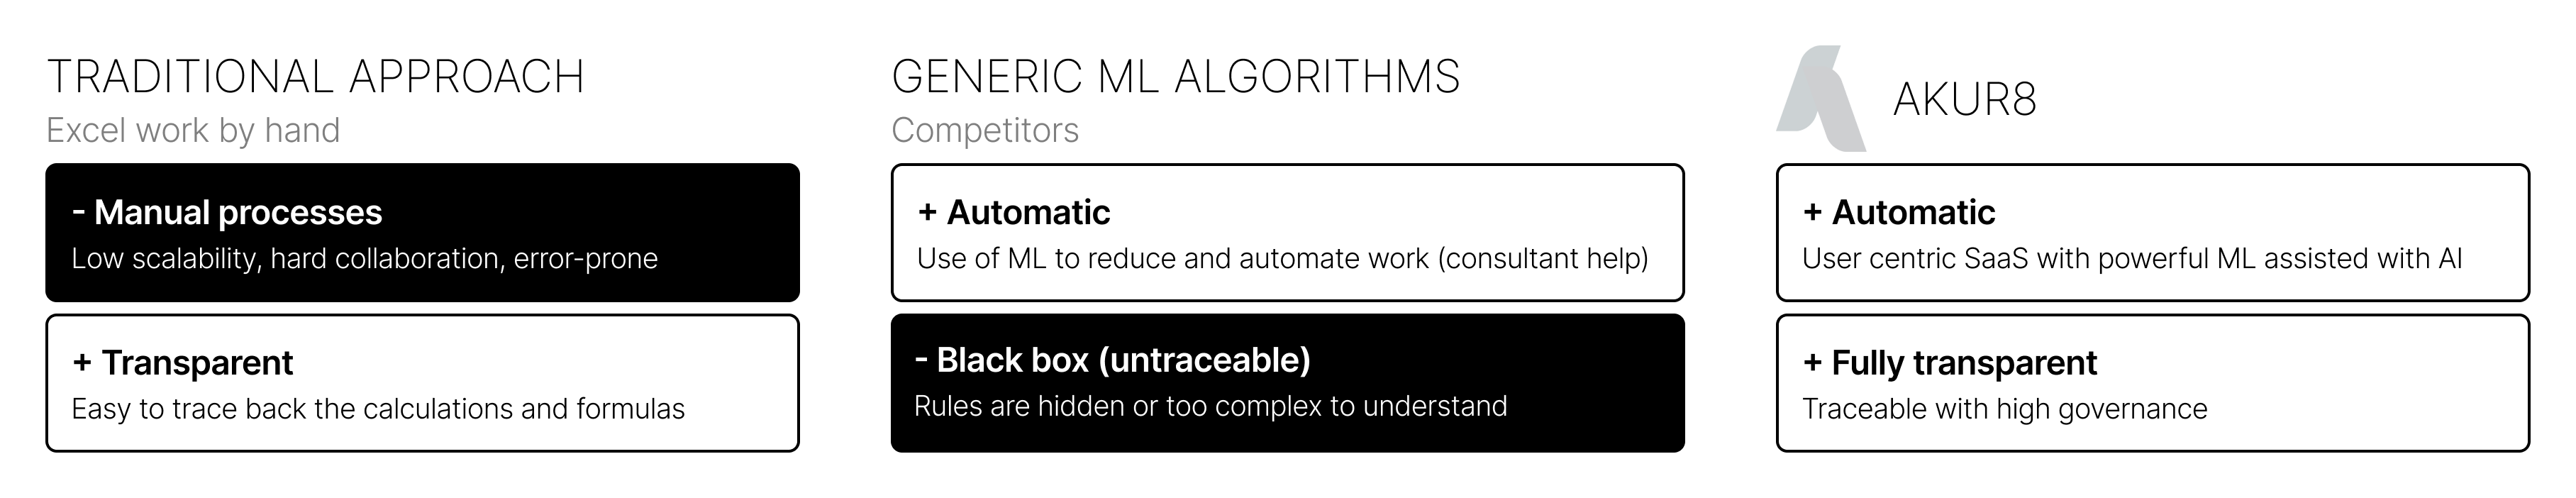 TRADITIONAL APPROACH
Excel work by hand
- Manual processes
Low scalability, hard collaboration, error-prone
+ Transparent
Easy to trace back the calculations and formulas
GENERIC ML ALGORITHMS
Competitors
+ Automatic
Use of ML to reduce and automate work (consultant help)
- Black box (untraceable)
Rules are hidden or too complex to understand
AKUR8
+ Automatic
User centric SaaS with powerful ML assisted with AI
+ Fully transparent
Traceable with high governance